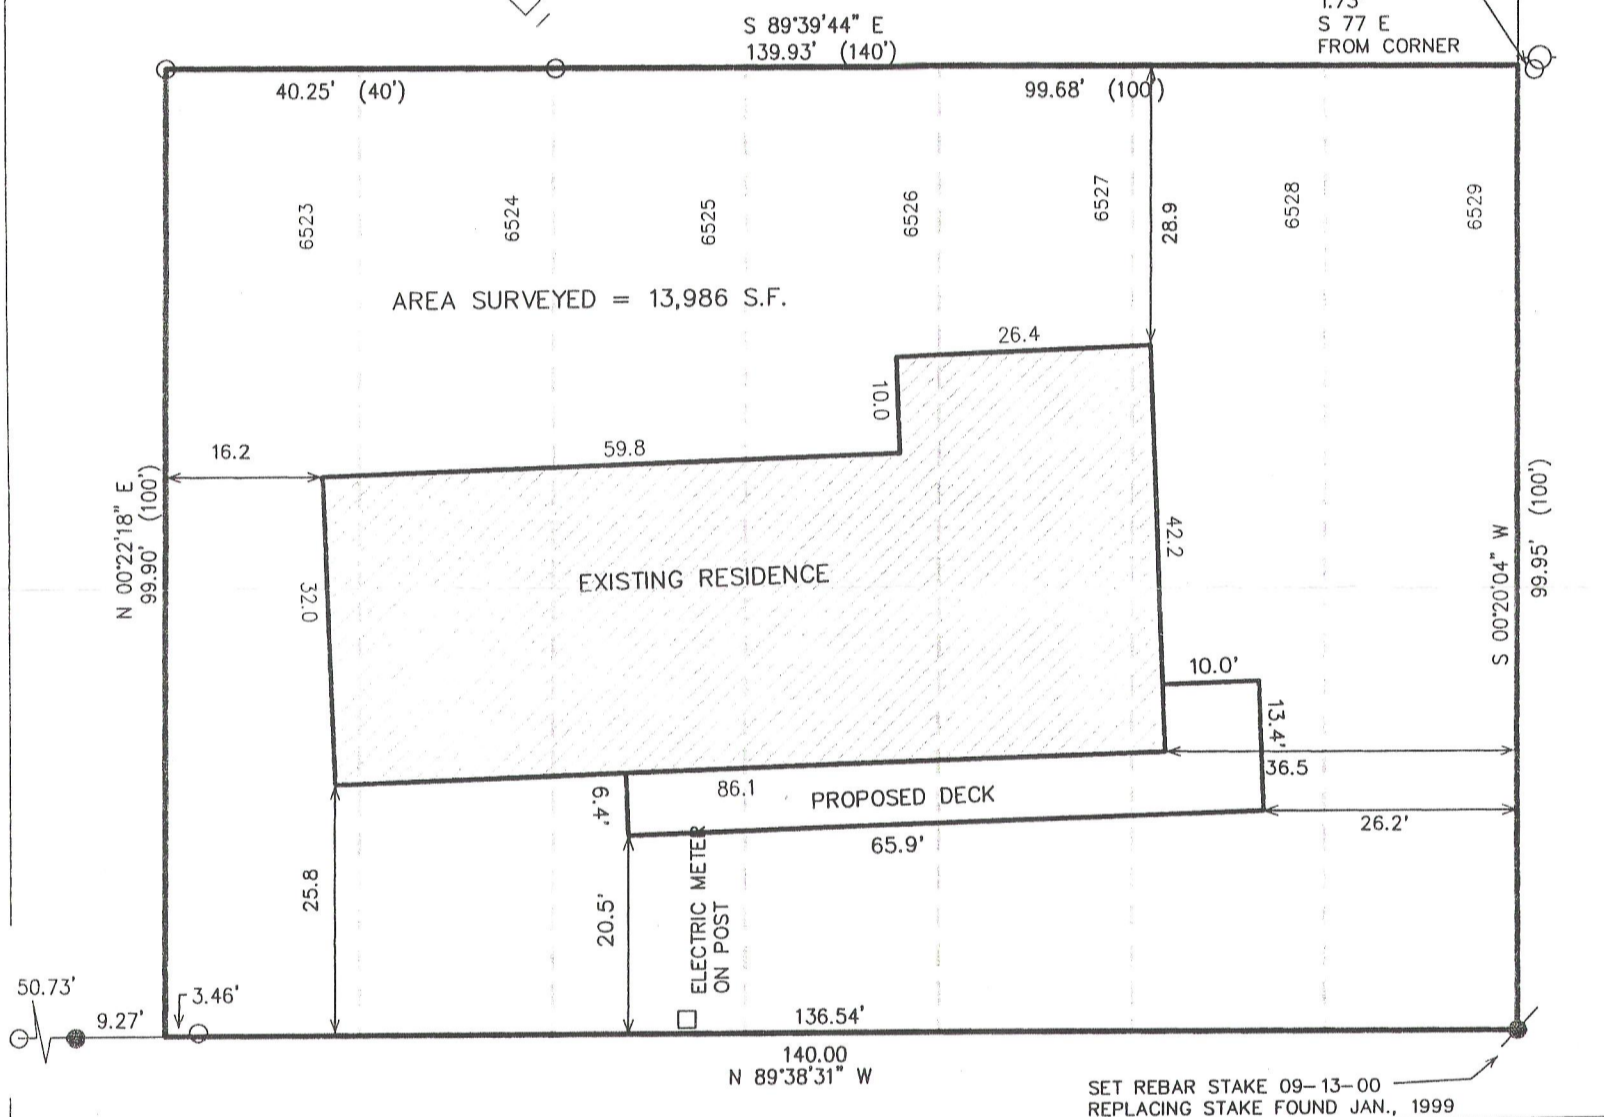 S 89°39'44" E
139.93' (140')
1.75'
S 77 E
FROM CORNER
40.25' (40')
99.68' (100')
6523
6524
6525
6526
6527
6528
6529
28.9
AREA SURVEYED = 13,986 S.F.
26.4
10.0
16.2
59.8
N 00°22'18" E
99.90' (100')
32.0
EXISTING RESIDENCE
42.2
S 00°20'04" W
99.95' (100')
10.0'
13.4'
36.5
86.1
6.4'
PROPOSED DECK
65.9'
26.2'
25.8
20.5'
ELECTRIC METER
ON POST
50.73'
9.27'
3.46'
136.54'
140.00
N 89°38'31" W
SET REBAR STAKE 09-13-00
REPLACING STAKE FOUND JAN., 1999